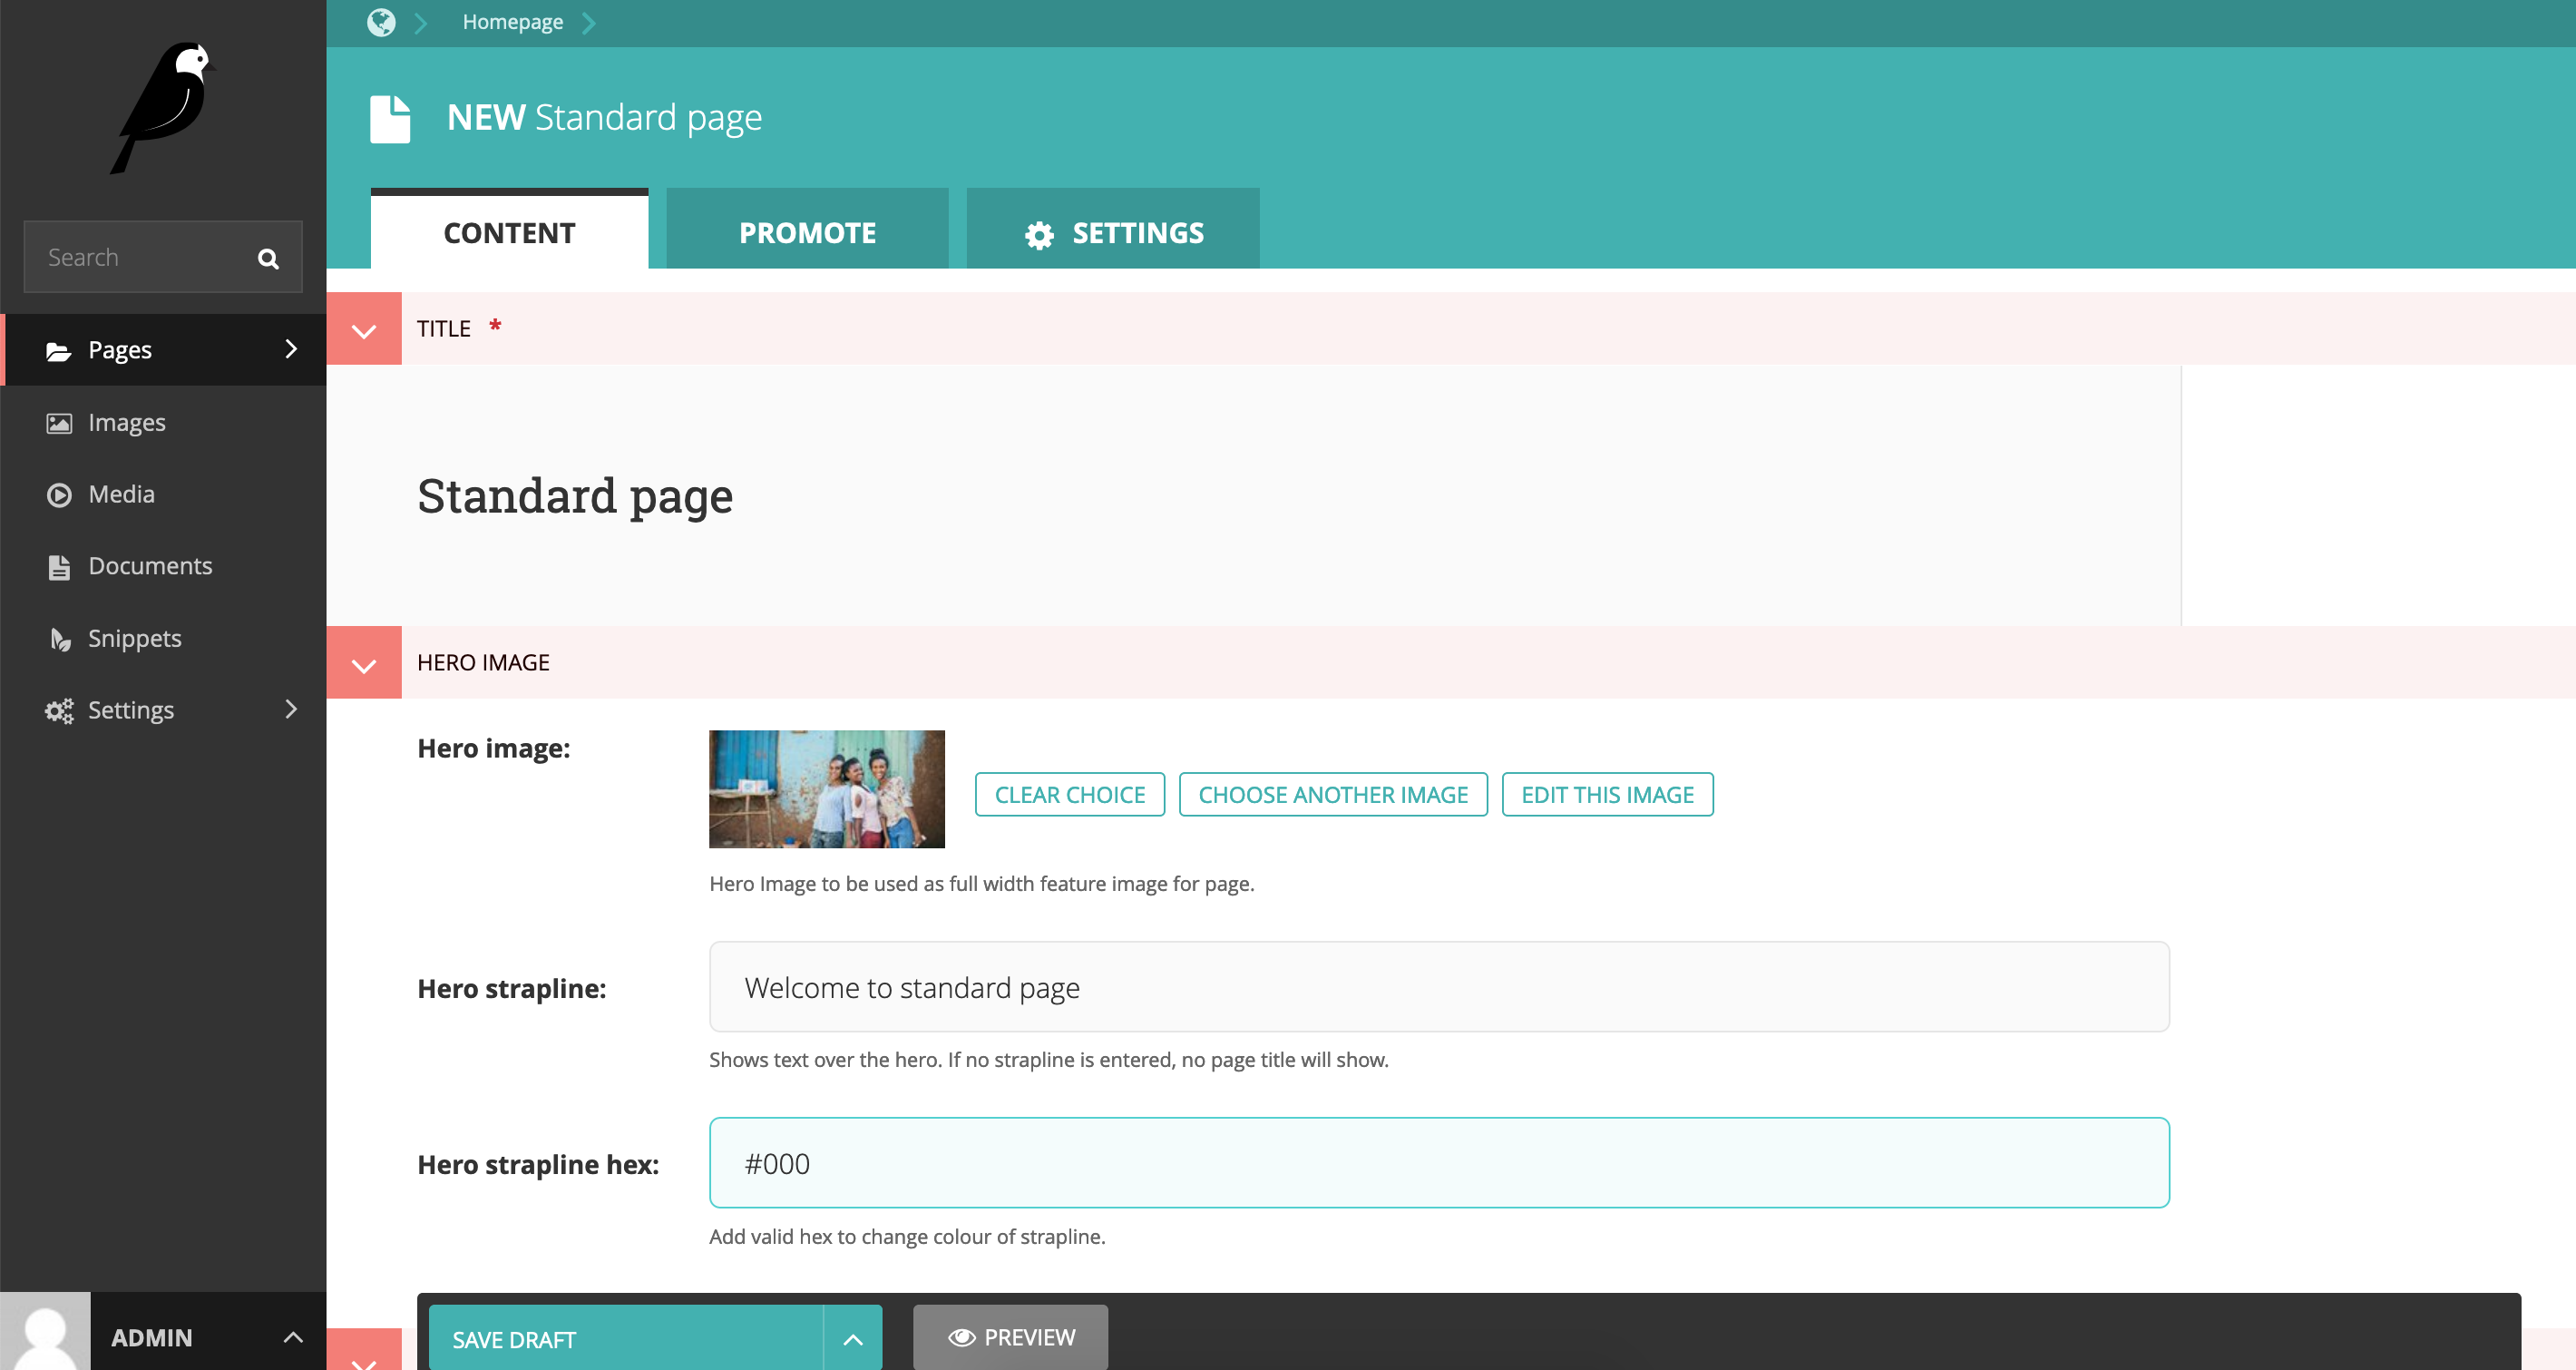 Homepage
NEW Standard page
CONTENT
PROMOTE
SETTINGS
Search
Pages
Images
Media
Documents
Snippets
Settings
ADMIN
TITLE *
Standard page
HERO IMAGE
Hero image:
CLEAR CHOICE
CHOOSE ANOTHER IMAGE
EDIT THIS IMAGE
Hero Image to be used as full width feature image for page.
Hero strapline:
Welcome to standard page
Shows text over the hero. If no strapline is entered, no page title will show.
Hero strapline hex:
#000
Add valid hex to change colour of strapline.
SAVE DRAFT
PREVIEW